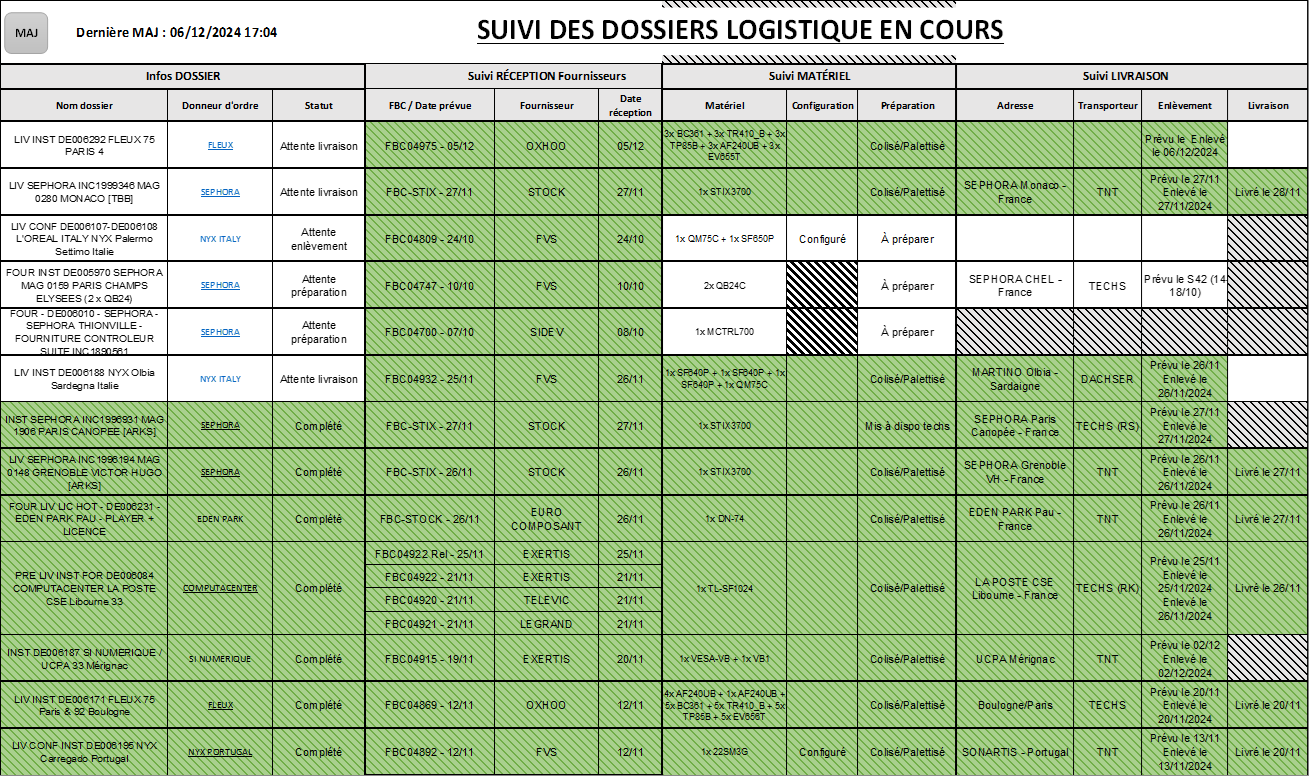 SUIVI DES DOSSIERS LOGISTIQUE EN COURS
MAJ
Dernière MAJ : 06/12/2024 17:04
Infos DOSSIER
Suivi RÉCEPTION Fournisseurs
Suivi MATÉRIEL
Suivi LIVRAISON
Nom dossier
Donneur d'ordre
Statut
FBC / Date prévue
Fournisseur
Date
réception
Matériel
Configuration
Préparation
Adresse
Transporteur
Enlèvement
Livraison
LIV INST DE006292 FLEUX 75
PARIS 4
FLEUX
Attente livraison
FBC04975 - 05/12
OXHOO
05/12
3x BC361 + 3x TR410_B + 3x
TP85B + 3x AF240UB + 3x
EV655T
Colisé/Palettisé
Prévu le Enlevé
le 06/12/2024
LIV SEPHORA INC1999346 MAG
0280 MONACO [TBB]
SEPHORA
Attente livraison
FBC-STIX - 27/11
STOCK
27/11
1x STIX3700
Colisé/Palettisé
SEPHORA Monaco -
France
TNT
Prévu le 27/11
Enlevé le
27/11/2024
Livré le 28/11
LIV CONF DE006107-DE006108
L'OREAL ITALY NYX Palermo
Settimo Italie
NYX ITALY
Attente
enlèvement
FBC04809 - 24/10
FVS
24/10
1x QM75C + 1x SF650P
Configuré
À préparer
FOUR INST DE005970 SEPHORA
MAG 0159 PARIS CHAMPS
ELYSEES (2 x QB24)
SEPHORA
Attente
préparation
FBC04747 - 10/10
FVS
10/10
2x QB24C
À préparer
SEPHORA CHEL -
France
TECHS
Prévu le S42 (14-
18/10)
FOUR - DE006010 - SEPHORA -
SEPHORA THIONVILLE -
FOURNITURE CONTROLEUR
SUITE INC1890561
SEPHORA
Attente
préparation
FBC04700 - 07/10
SIDEV
08/10
1x MCTRL700
À préparer
LIV INST DE006188 NYX Olbia
Sardegna Italie
NYX ITALY
Attente livraison
FBC04932 - 25/11
FVS
26/11
1x SF640P + 1x SF640P + 1x
SF640P + 1x QM75C
Colisé/Palettisé
MARTINO Olbia -
Sardaigne
DACHSER
Prévu le 26/11
Enlevé le
26/11/2024
INST SEPHORA INC1996931 MAG
1906 PARIS CANOPEE [ARKS]
SEPHORA
Complété
FBC-STIX - 27/11
STOCK
27/11
1x STIX3700
Mis à dispo techs
SEPHORA Paris
Canopée - France
TECHS (RS)
Prévu le 27/11
Enlevé le
27/11/2024
LIV SEPHORA INC1996194 MAG
0148 GRENOBLE VICTOR HUGO
[ARKS]
SEPHORA
Complété
FBC-STIX - 26/11
STOCK
26/11
1x STIX3700
Colisé/Palettisé
SEPHORA Grenoble
VH - France
TNT
Prévu le 26/11
Enlevé le
26/11/2024
Livré le 27/11
FOUR LIV LIC HOT - DE006231 -
EDEN PARK PAU - PLAYER +
LICENCE
EDEN PARK
Complété
FBC-STOCK - 26/11
EURO
COMPOSANT
26/11
1x DN-74
Colisé/Palettisé
EDEN PARK Pau -
France
TNT
Prévu le 26/11
Enlevé le
26/11/2024
Livré le 27/11
PRE LIV INST FOR DE006084
COMPUTACENTER LA POSTE
CSE Libourne 33
COMPUTACENTER
Complété
FBC04922 Rel - 25/11
EXERTIS
25/11
FBC04922 - 21/11
EXERTIS
21/11
FBC04920 - 21/11
TELEVIC
21/11
FBC04921 - 21/11
LEGRAND
21/11
1x TL-SF1024
Colisé/Palettisé
LA POSTE CSE
Libourne - France
TECHS (RK)
Prévu le 25/11
Enlevé le
25/11/2024
Enlevé le
26/11/2024
Livré le 26/11
INST DE006187 SI NUMERIQUE /
UCPA 33 Mérignac
SI NUMERIQUE
Complété
FBC04915 - 19/11
EXERTIS
20/11
1x VESA-VB + 1x VB1
Colisé/Palettisé
UCPA Mérignac
TNT
Prévu le 02/12
Enlevé le
02/12/2024
LIV INST DE006171 FLEUX 75
Paris & 92 Boulogne
FLEUX
Complété
FBC04869 - 12/11
OXHOO
12/11
4x AF240UB + 1x AF240UB +
5x BC361 + 5x TR410_B + 5x
TP85B + 5x EV656T
Colisé/Palettisé
Boulogne/Paris
TECHS
Prévu le 20/11
Enlevé le
20/11/2024
Livré le 20/11
LIV CONF INST DE006195 NYX
Carregado Portugal
NYX PORTUGAL
Complété
FBC04892 - 12/11
FVS
12/11
1x 22SM3G
Configuré
Colisé/Palettisé
SONARTIS - Portugal
TNT
Prévu le 13/11
Enlevé le
13/11/2024
Livré le 20/11